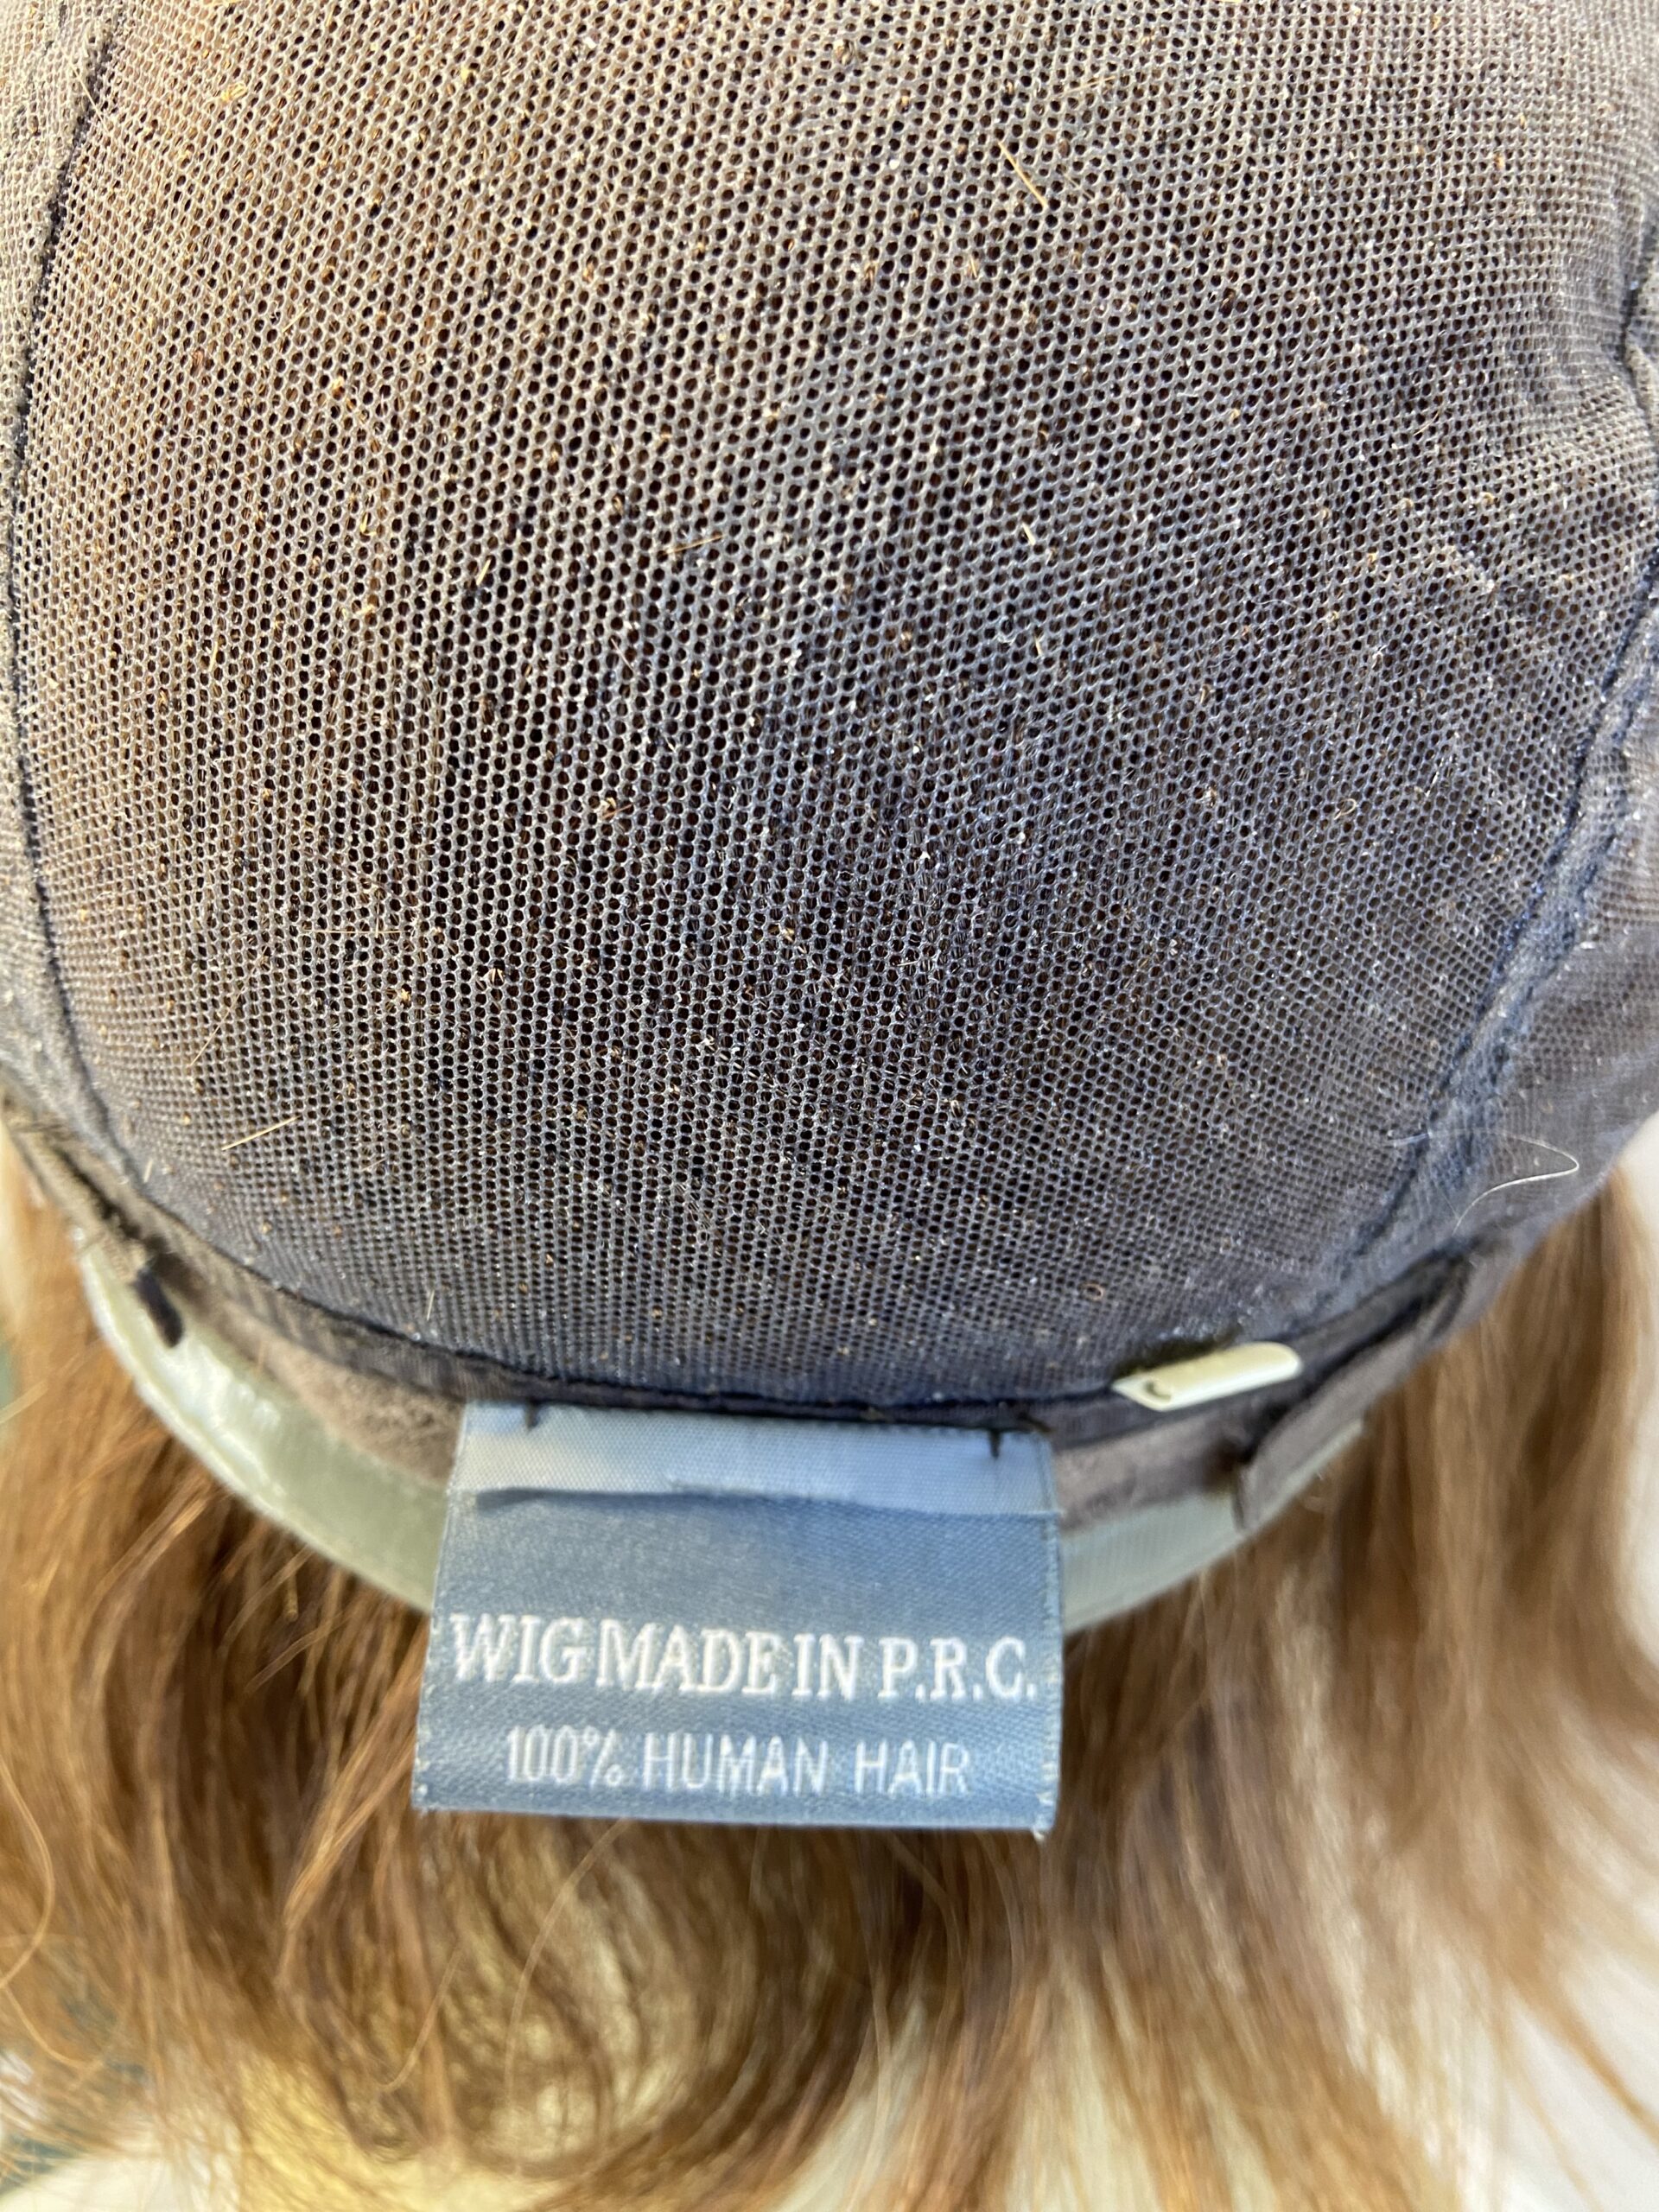 WIG MADE IN P.R.C.
100% HUMAN HAIR